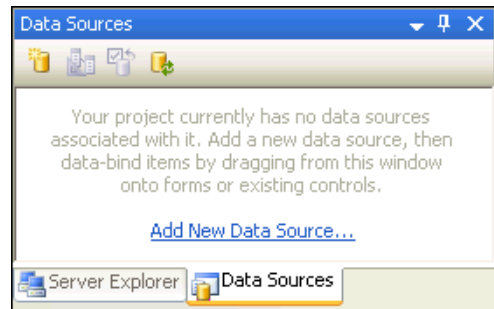 Data Sources
Your project currently has no data sources
associated with it. Add a new data source, then
data-bind items by dragging from this window
onto forms or existing controls.
Add New Data Source...
Server Explorer
Data Sources